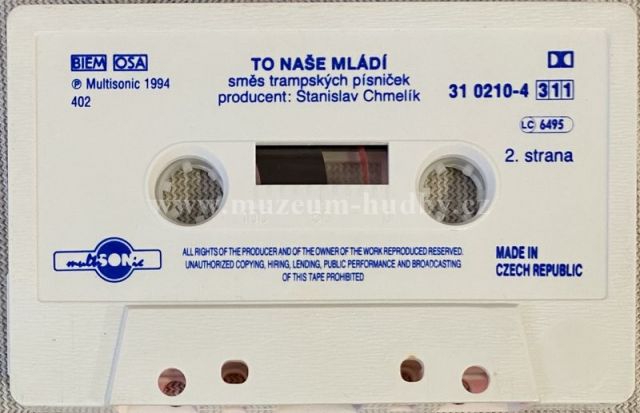 BIEM OSA
℗ Multisonic 1994
402
TO NAŠE MLÁDÍ
směs trampských písniček
producent: Stanislav Chmelík
31 0210-4 311
LC 6495
2. strana
www.muzeum-hudby.cz
multiSONic
ALL RIGHTS OF THE PRODUCER AND OF THE OWNER OF THE WORK REPRODUCED RESERVED.
UNAUTHORIZED COPYING, HIRING, LENDING, PUBLIC PERFORMANCE AND BROADCASTING
OF THIS TAPE PROHIBITED
MADE IN
CZECH REPUBLIC